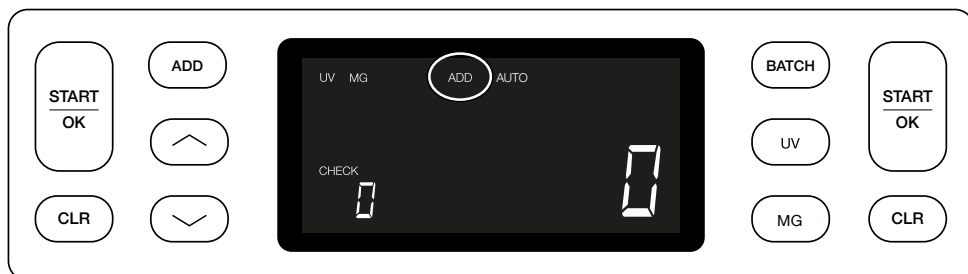 START
OK
CLR
ADD
UV MG ADD AUTO
CHECK
0
0
BATCH
UV
MG
START
OK
CLR